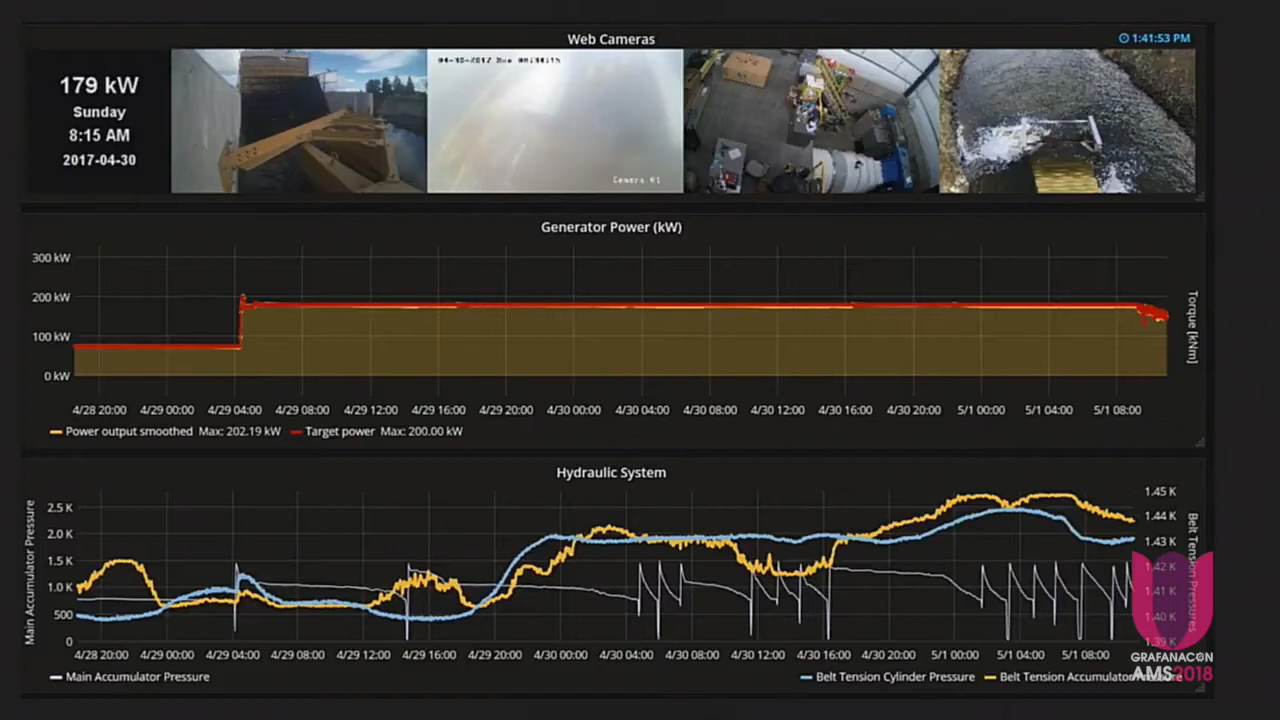 Web Cameras
1:41:53 PM
179 kW
Sunday
8:15 AM
2017-04-30
Camera 01
Generator Power (kW)
300 kW
200 kW
100 kW
0 kW
Torque [kNm]
4/28 20:00 4/29 00:00 4/29 04:00 4/29 08:00 4/29 12:00 4/29 16:00 4/29 20:00 4/30 00:00 4/30 04:00 4/30 08:00 4/30 12:00 4/30 16:00 4/30 20:00 5/1 00:00 5/1 04:00 5/1 08:00
Power output smoothed Max: 202.19 kW Target power Max: 200.00 kW
Hydraulic System
Main Accumulator Pressure
2.5 K
2.0 K
1.5 K
1.0 K
500
0
1.45 K
1.44 K
1.43 K
1.42 K
1.41 K
1.40 K
1.39 K
Belt Tension Pressures
4/28 20:00 4/29 00:00 4/29 04:00 4/29 08:00 4/29 12:00 4/29 16:00 4/29 20:00 4/30 00:00 4/30 04:00 4/30 08:00 4/30 12:00 4/30 16:00 4/30 20:00 5/1 00:00 5/1 04:00 5/1 08:00
Main Accumulator Pressure
Belt Tension Cylinder Pressure Belt Tension Accumulator
GRAFANACON
AMS2018